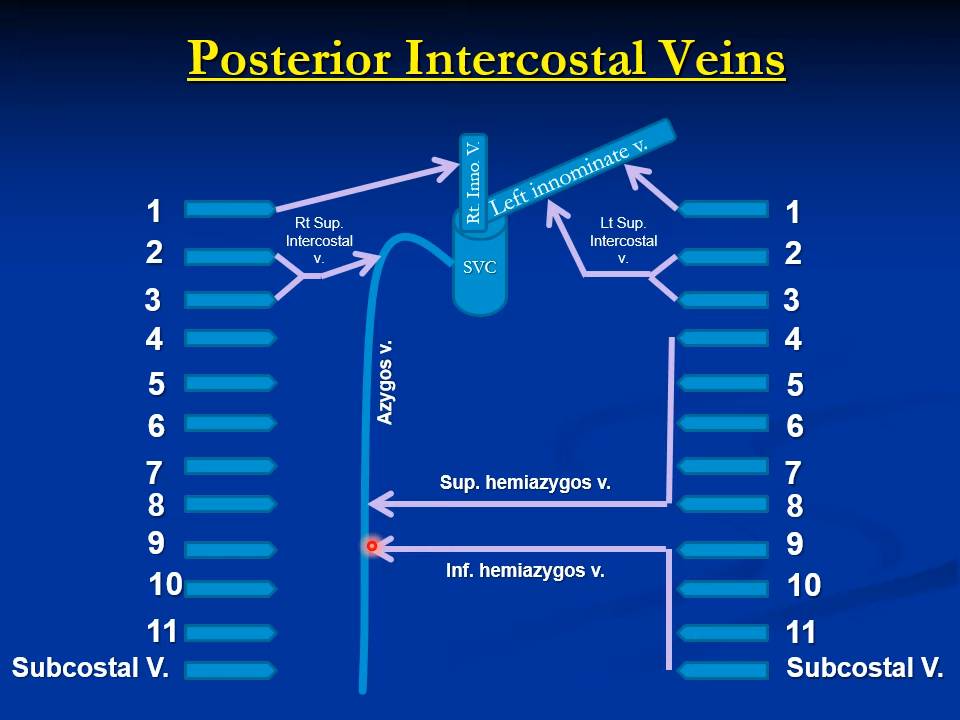 Posterior Intercostal Veins
Rt. Inno. V.
Left innominate v.
SVC
Rt Sup.
Intercostal
v.
Lt Sup.
Intercostal
v.
1
2
3
4
5
6
7
8
9
10
11
Subcostal V.
Azygos v.
Sup. hemiazygos v.
Inf. hemiazygos v.
1
2
3
4
5
6
7
8
9
10
11
Subcostal V.